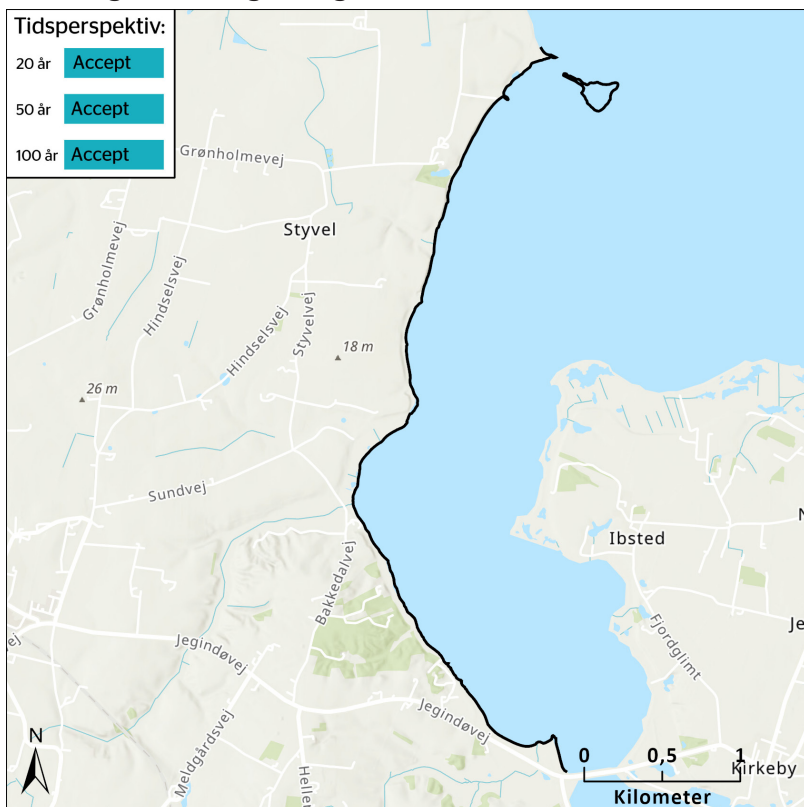 Tidsperspektiv:
20 år Accept
50 år Accept
100 år Accept
Grønholmevej
Styvel
Grønholmevej
Hindselsvej
Styvelvej
Hindselsvej
18 m
26 m
Sundvej
Ibsted
Bakkedalvej
Fjordglimt
Jegindøvej
Jegindøvej
Meldgårdsvej
N
0 0,5 1
Kirkeby
Kilometer